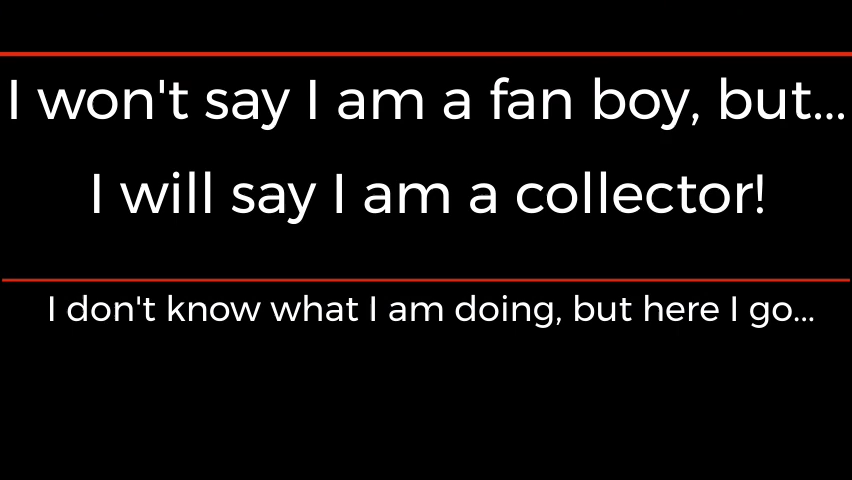 I won't say I am a fan boy, but...
I will say I am a collector!
I don't know what I am doing, but here I go...